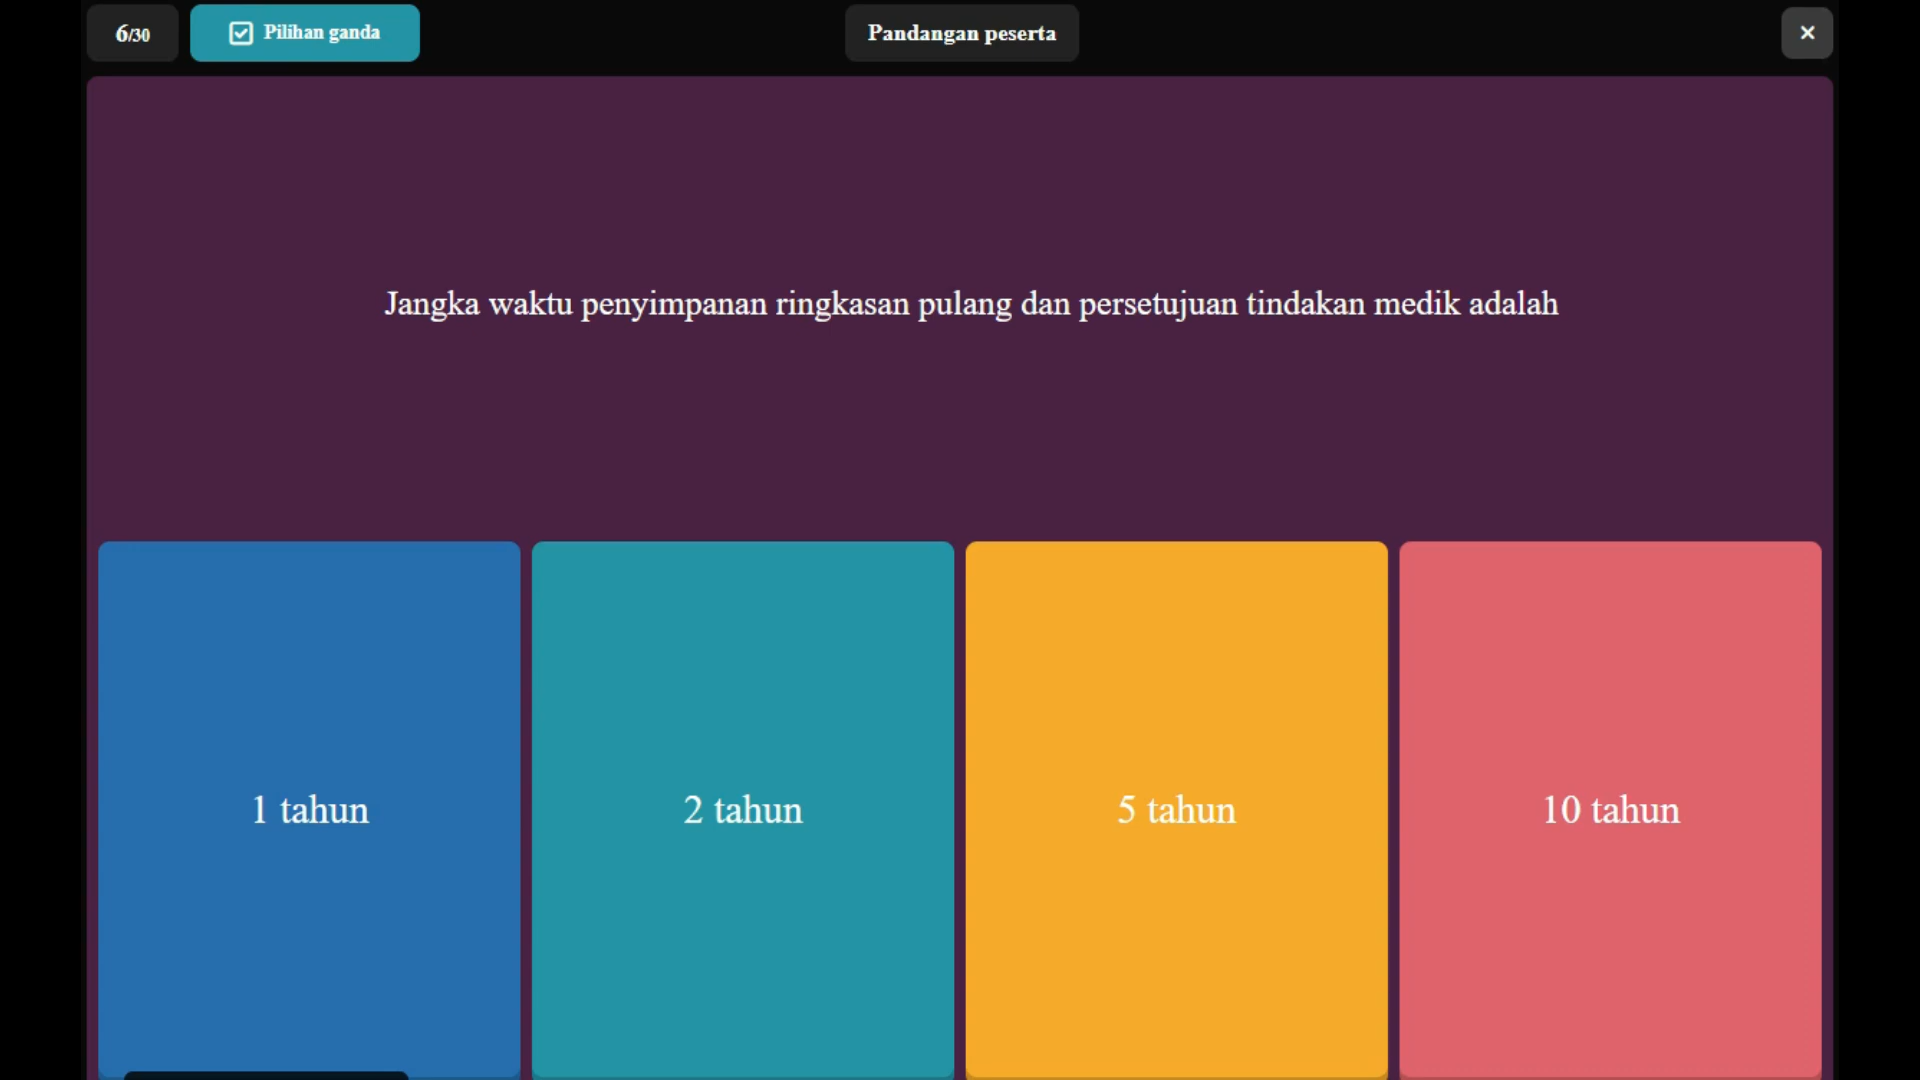 6/30
Pilihan ganda
Pandangan peserta
×
Jangka waktu penyimpanan ringkasan pulang dan persetujuan tindakan medik adalah
1 tahun
2 tahun
5 tahun
10 tahun